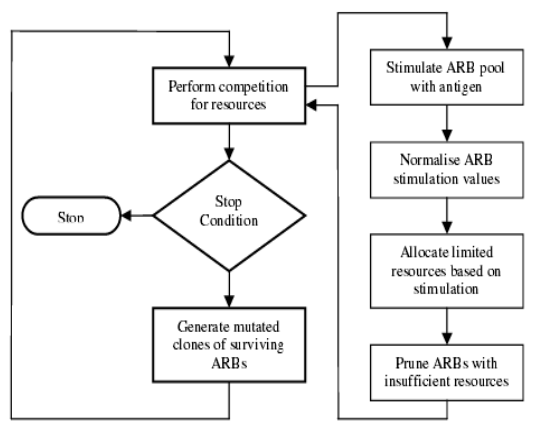 Perform competition
for resources
Stop
Condition
Stop
Generate mutated
clones of surviving
ARBs
Stimulate ARB pool
with antigen
Normalise ARB
stimulation values
Allocate limited
resources based on
stimulation
Prune ARBs with
insufficient resources